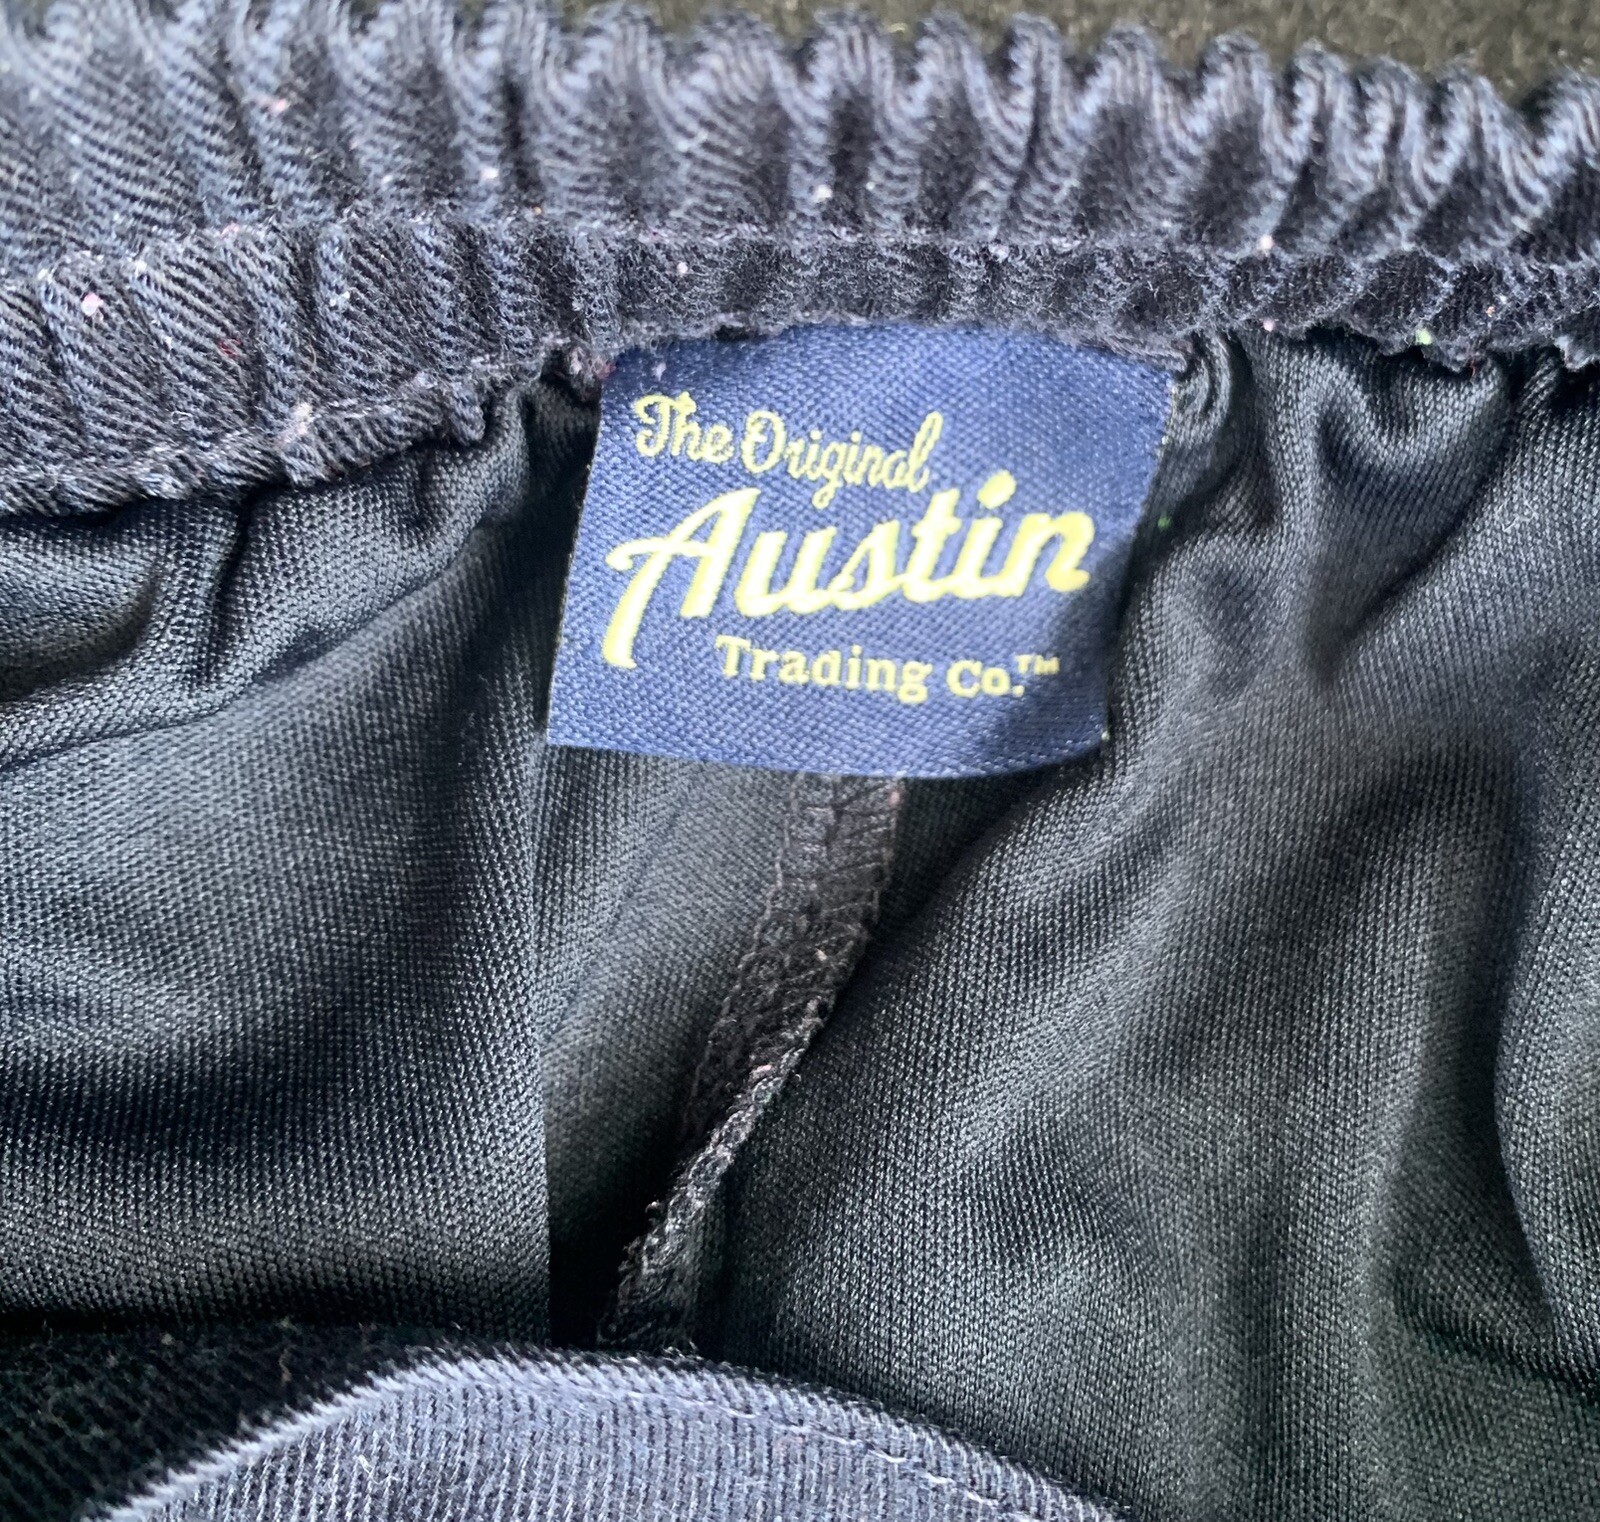 The Original
Austin
Trading Co.™